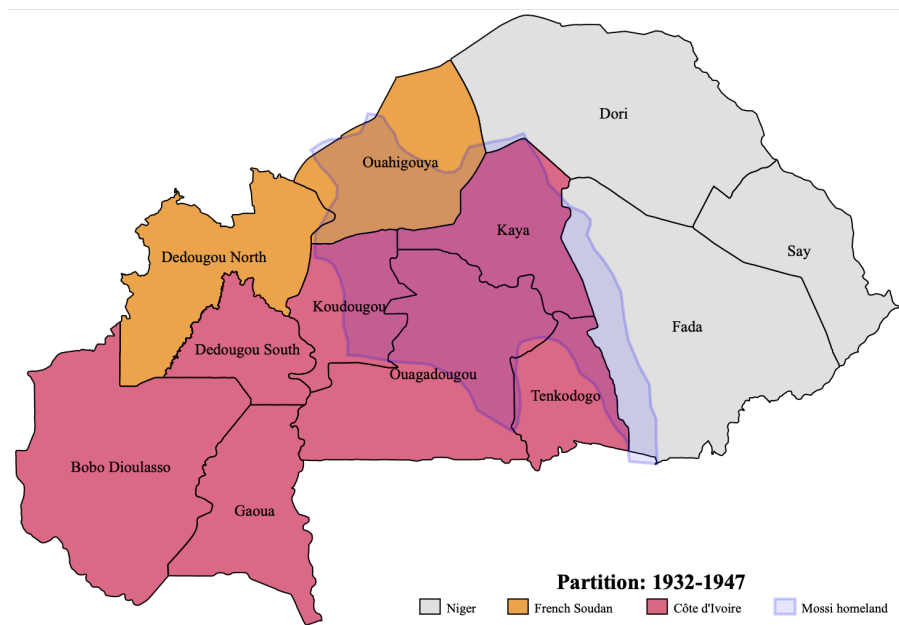 Dori
Ouahigouya
Kaya
Say
Dedougou North
Koudougou
Fada
Dedougou South
Ouagadougou
Tenkodogo
Bobo Dioulasso
Gaoua
Partition: 1932-1947
Niger
French Soudan
Côte d'Ivoire
Mossi homeland